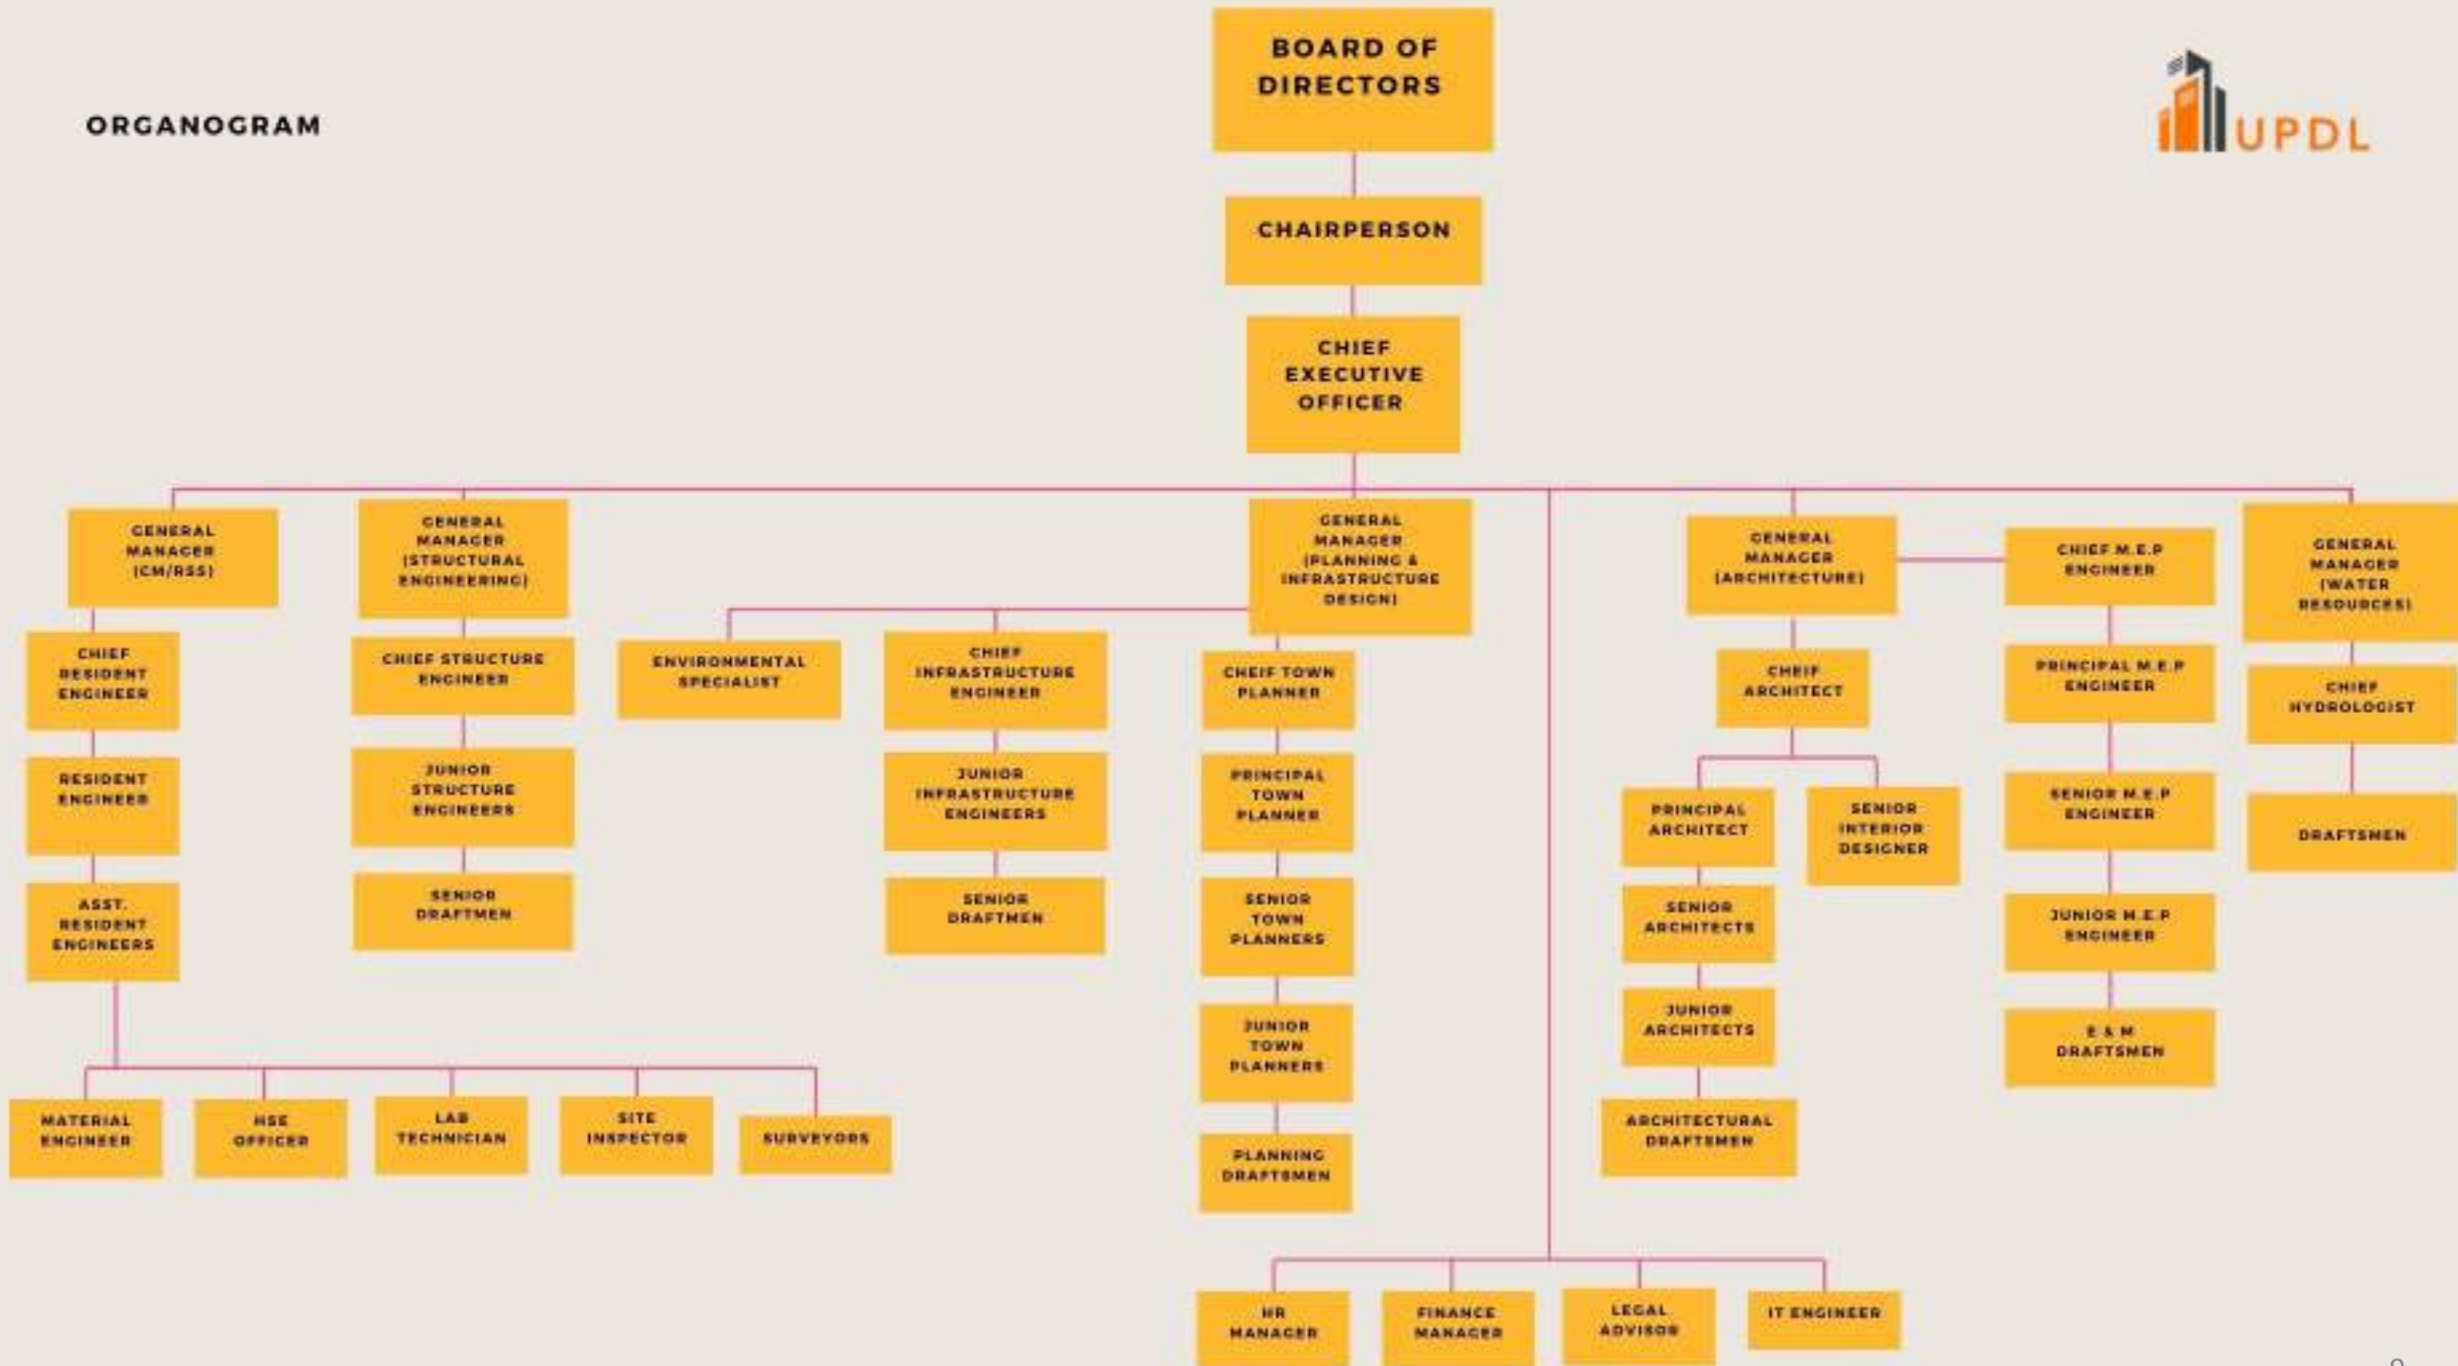 ORGANOGRAM
BOARD OF
DIRECTORS
UPDL
CHAIRPERSON
CHIEF
EXECUTIVE
OFFICER
GENERAL
MANAGER
(CM/RSS)
GENERAL
MANAGER
(STRUCTURAL
ENGINEERING)
GENERAL
MANAGER
(PLANNING &
INFRASTRUCTURE
DESIGN)
GENERAL
MANAGER
(ARCHITECTURE)
CHIEF M.E.P
ENGINEER
GENERAL
MANAGER
(WATER
RESOURCES)
CHIEF
RESIDENT
ENGINEER
CHIEF STRUCTURE
ENGINEER
ENVIRONMENTAL
SPECIALIST
CHIEF
INFRASTRUCTURE
ENGINEER
CHEIF TOWN
PLANNER
CHEIF
ARCHITECT
PRINCIPAL M.E.P
ENGINEER
CHIEF
HYDROLOGIST
RESIDENT
ENGINEER
JUNIOR
STRUCTURE
ENGINEERS
JUNIOR
INFRASTRUCTURE
ENGINEERS
PRINCIPAL
TOWN
PLANNER
PRINCIPAL
ARCHITECT
SENIOR
INTERIOR
DESIGNER
SENIOR M.E.P
ENGINEER
DRAFTSMEN
ASST.
RESIDENT
ENGINEERS
SENIOR
DRAFTMEN
SENIOR
DRAFTMEN
SENIOR
TOWN
PLANNERS
SENIOR
ARCHITECTS
JUNIOR M.E.P
ENGINEER
JUNIOR
TOWN
PLANNERS
JUNIOR
ARCHITECTS
E & M
DRAFTSMEN
MATERIAL
ENGINEER
HSE
OFFICER
LAB
TECHNICIAN
SITE
INSPECTOR
SURVEYORS
PLANNING
DRAFTSMEN
ARCHITECTURAL
DRAFTSMEN
HR
MANAGER
FINANCE
MANAGER
LEGAL
ADVISOR
IT ENGINEER